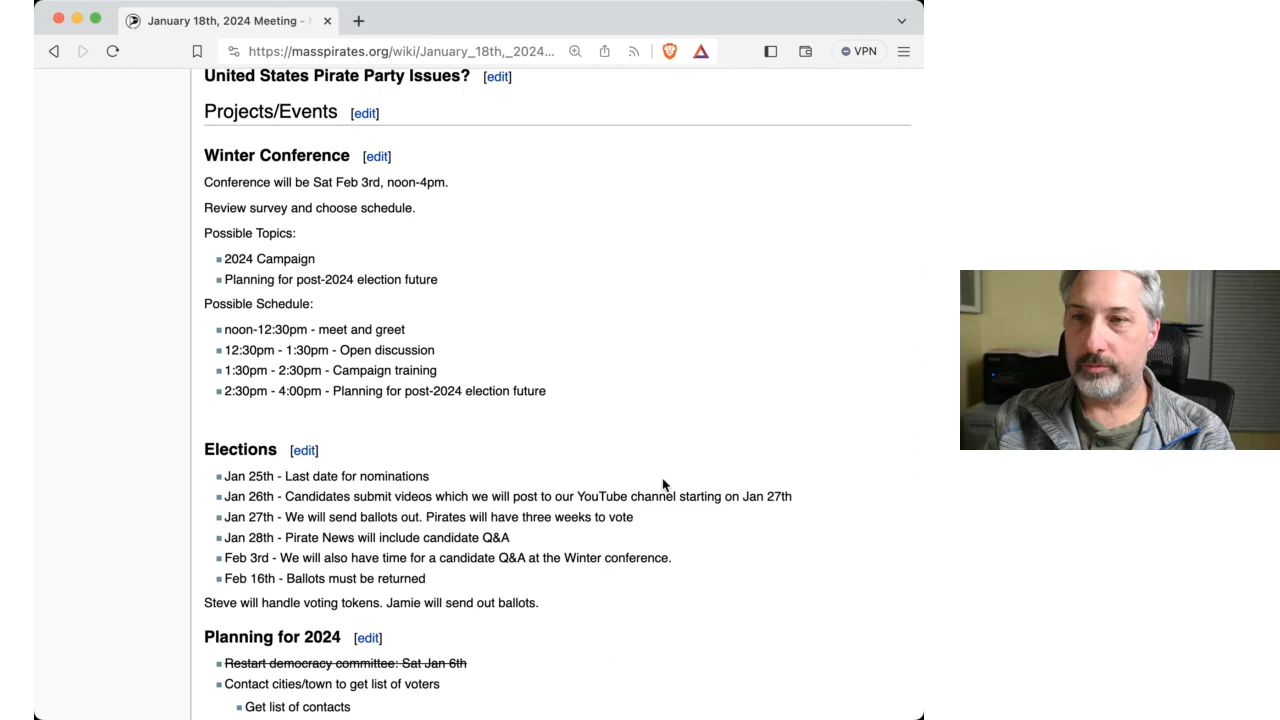 January 18th, 2024 Meeting -
https://masspirates.org/wiki/January_18th,_2024...
VPN
United States Pirate Party Issues? [edit]
Projects/Events [edit]
Winter Conference [edit]
Conference will be Sat Feb 3rd, noon-4pm.
Review survey and choose schedule.
Possible Topics:
2024 Campaign
Planning for post-2024 election future
Possible Schedule:
noon-12:30pm - meet and greet
12:30pm - 1:30pm - Open discussion
1:30pm - 2:30pm - Campaign training
2:30pm - 4:00pm - Planning for post-2024 election future
Elections [edit]
Jan 25th - Last date for nominations
Jan 26th - Candidates submit videos which we will post to our YouTube channel starting on Jan 27th
Jan 27th - We will send ballots out. Pirates will have three weeks to vote
Jan 28th - Pirate News will include candidate Q&A
Feb 3rd - We will also have time for a candidate Q&A at the Winter conference.
Feb 16th - Ballots must be returned
Steve will handle voting tokens. Jamie will send out ballots.
Planning for 2024 [edit]
Restart democracy committee: Sat Jan 6th
Contact cities/town to get list of voters
Get list of contacts